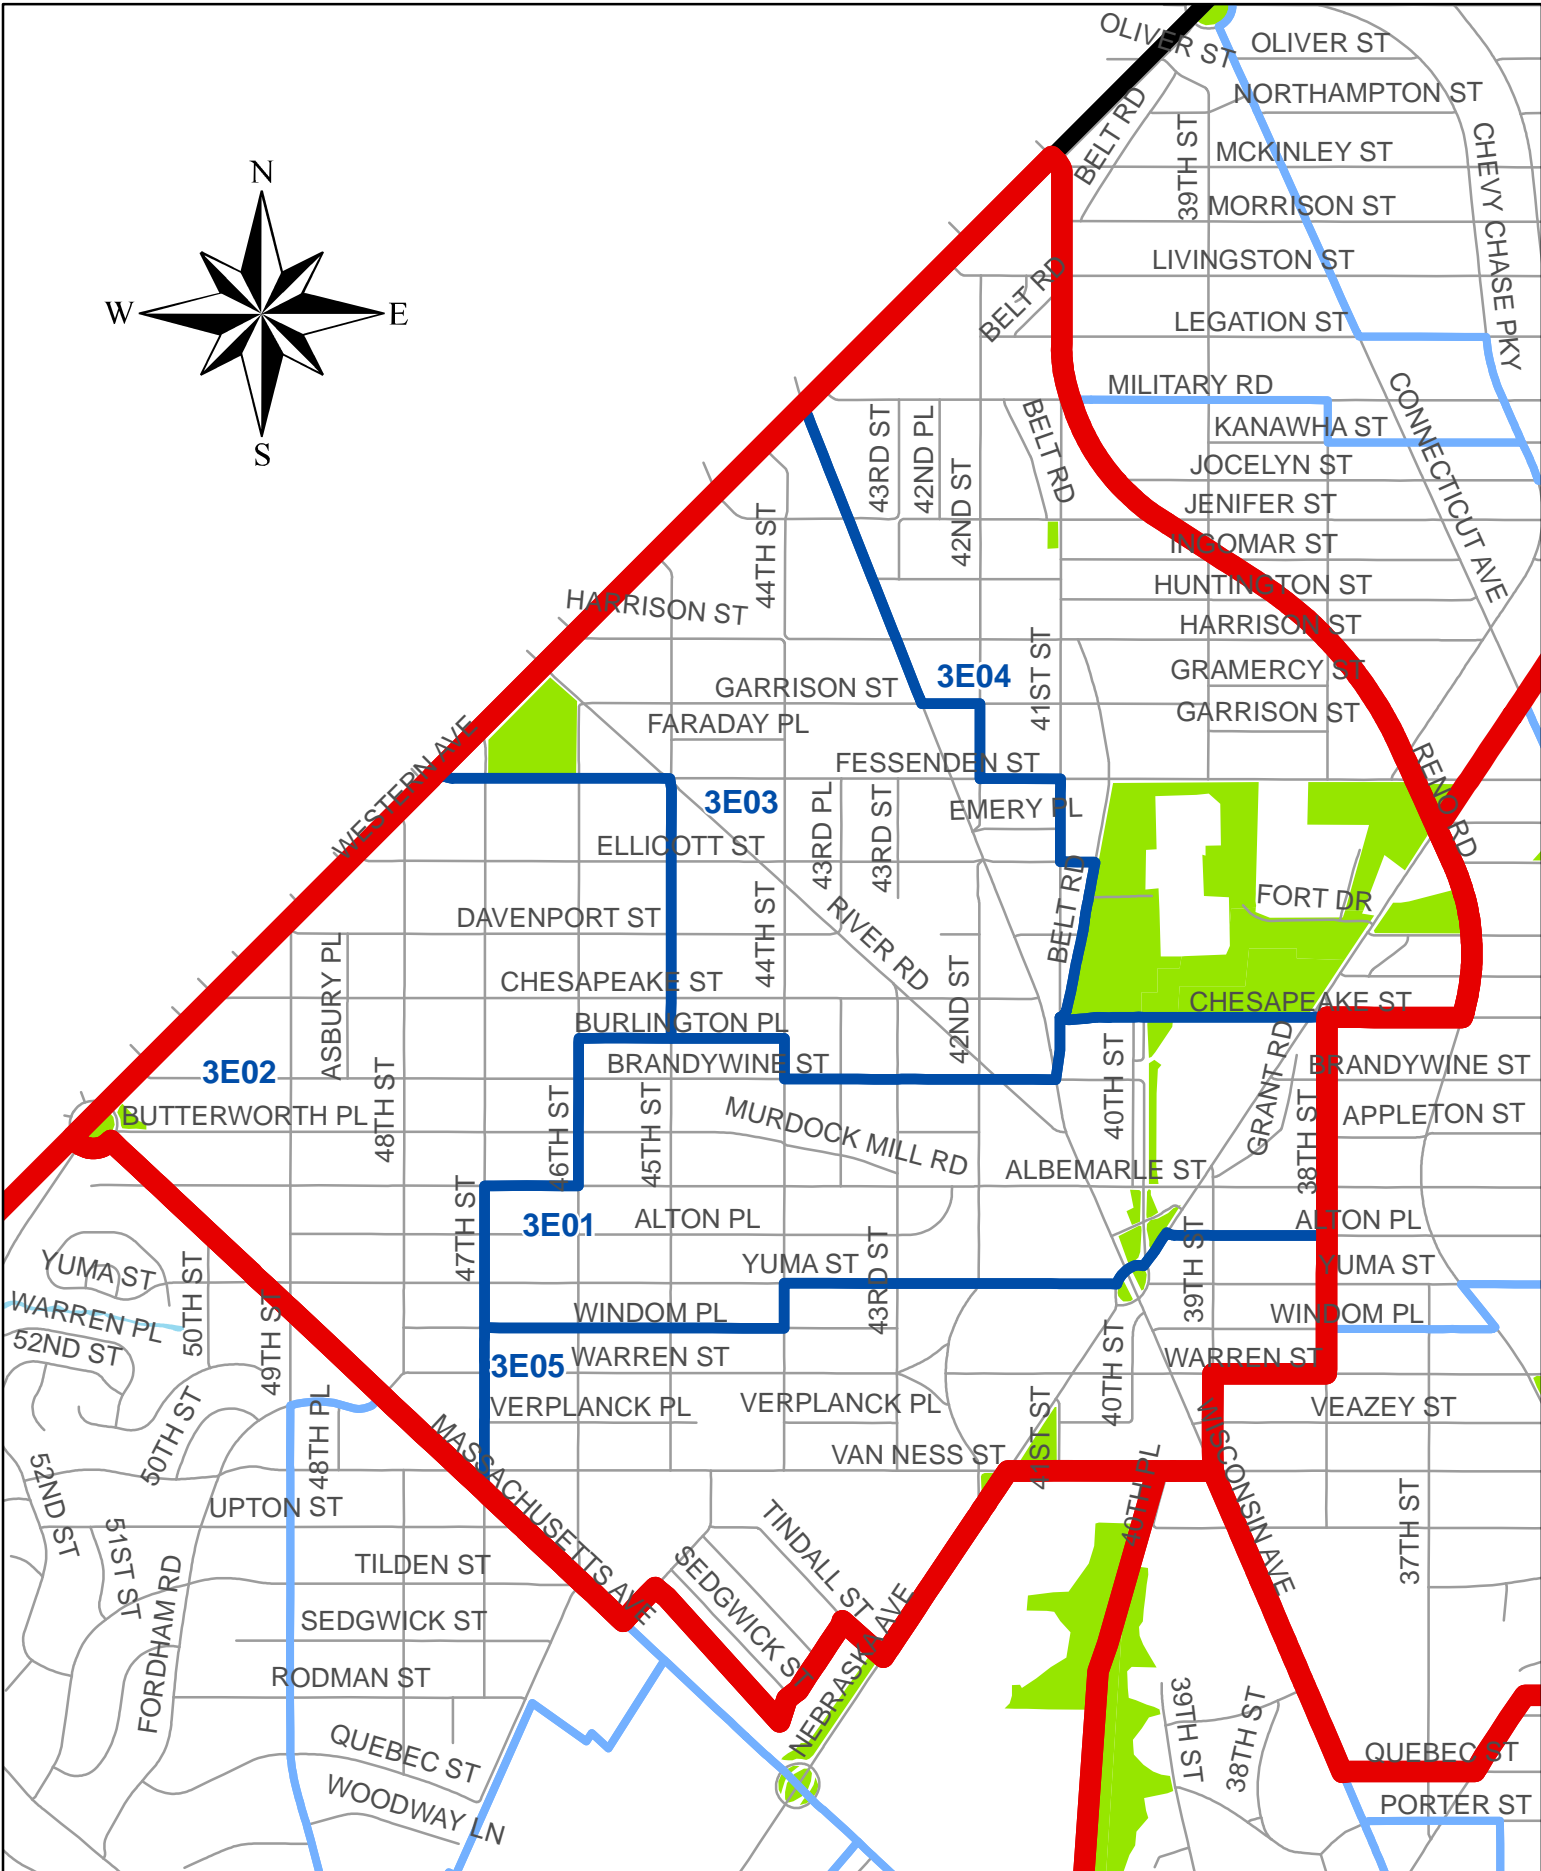 OLIVER ST
OLIVER ST
NORTHAMPTON ST
BELT RD
39TH ST
MCKINLEY ST
CHEVY CHASE PKY
N
MORRISON ST
LIVINGSTON ST
BELT RD
W
E
LEGATION ST
MILITARY RD
CONNECTICUT AVE
S
43RD ST
42ND PL
BELT RD
KANAWHA ST
42ND ST
JOCELYN ST
44TH ST
JENIFER ST
INGOMAR ST
HUNTINGTON ST
HARRISON ST
HARRISON ST
41ST ST
3E04
GRAMERCY ST
GARRISON ST
GARRISON ST
FARADAY PL
WESTERN AVE
FESSENDEN ST
RENO RD
3E03
43RD PL
43RD ST
EMERY PL
ELLICOTT ST
BELT RD
FORT DR
DAVENPORT ST
44TH ST
RIVER RD
ASBURY PL
CHESAPEAKE ST
42ND ST
CHESAPEAKE ST
BURLINGTON PL
GRANT RD
3E02
BRANDYWINE ST
40TH ST
BRANDYWINE ST
BUTTERWORTH PL
48TH ST
46TH ST
45TH ST
MURDOCK MILL RD
38TH ST
APPLETON ST
ALBEMARLE ST
47TH ST
3E01
ALTON PL
ALTON PL
YUMA ST
50TH ST
YUMA ST
43RD ST
39TH ST
YUMA ST
WARREN PL
49TH ST
WINDOM PL
WINDOM PL
52ND ST
3E05
WARREN ST
40TH ST
WARREN ST
50TH ST
48TH PL
VERPLANCK PL
VERPLANCK PL
41ST ST
WISCONSIN AVE
VEAZEY ST
MASSACHUSETTS AVE
VAN NESS ST
40TH PL
52ND ST
UPTON ST
51ST ST
TINDALL ST
37TH ST
FORDHAM RD
TILDEN ST
SEDGWICK ST
NEBRASKA AVE
SEDGWICK ST
RODMAN ST
39TH ST
38TH ST
QUEBEC ST
QUEBEC ST
WOODWAY LN
PORTER ST